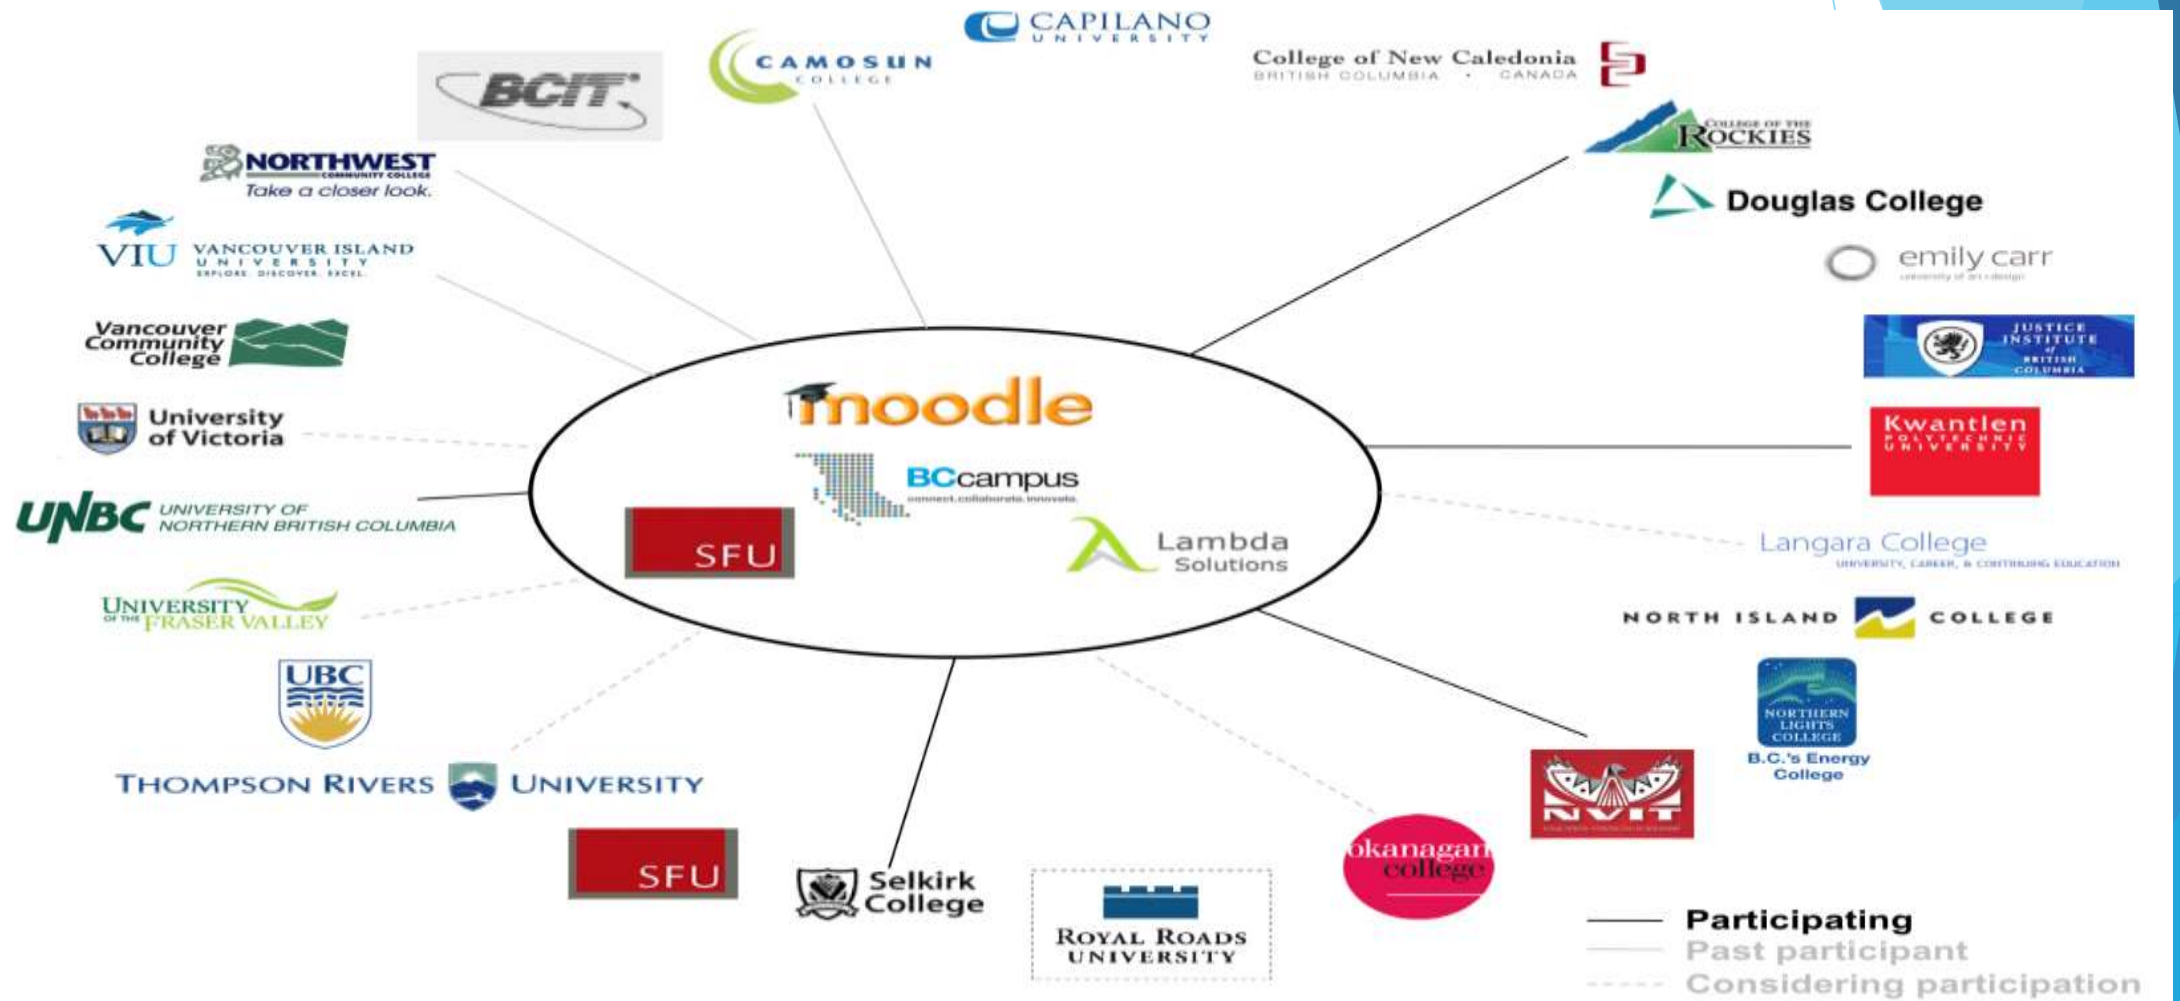 CAPILANO
UNIVERSITY
CAMOSUN
COLLEGE
College of New Caledonia
BRITISH COLUMBIA • CANADA
BCIT
COLLEGE OF THE
ROCKIES
NORTHWEST
COMMUNITY COLLEGE
Take a closer look.
Douglas College
VIU VANCOUVER ISLAND
UNIVERSITY
EXPLORE. DISCOVER. EXCEL.
emily carr
university of art + design
Vancouver
Community
College
JUSTICE
INSTITUTE
of
BRITISH
COLUMBIA
moodle
University
of Victoria
Kwantlen
POLYTECHNIC
UNIVERSITY
BCcampus
connect. collaborate. innovate.
UNBC UNIVERSITY OF
NORTHERN BRITISH COLUMBIA
SFU
Lambda
Solutions
Langara College
UNIVERSITY, CAREER, & CONTINUING EDUCATION
UNIVERSITY
OF THE FRASER VALLEY
NORTH ISLAND COLLEGE
UBC
NORTHERN
LIGHTS
COLLEGE
B.C.'s Energy
College
THOMPSON RIVERS UNIVERSITY
NVIT
SFU
okanagan
college
Selkirk
College
ROYAL ROADS
UNIVERSITY
Participating
Past participant
Considering participation